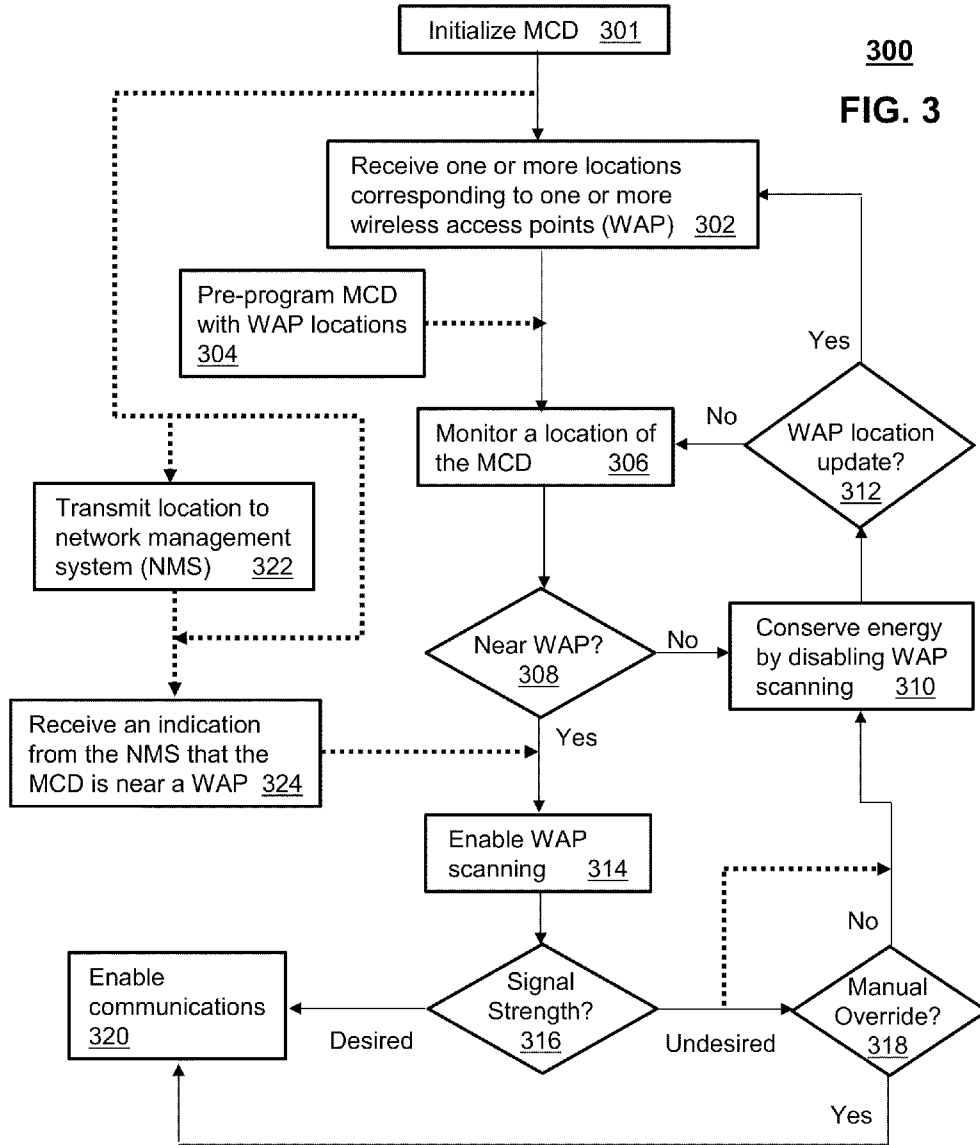 Initialize MCD 301
300
FIG. 3
Receive one or more locations
corresponding to one or more
wireless access points (WAP) 302
Pre-program MCD
with WAP locations
304
Yes
No
Monitor a location of
the MCD 306
WAP location
update?
312
Transmit location to
network management
system (NMS) 322
Near WAP?
308
No
Conserve energy
by disabling WAP
scanning 310
Receive an indication
from the NMS that the
MCD is near a WAP 324
Yes
Enable WAP
scanning 314
No
Enable
communications
320
Desired
Signal
Strength?
316
Undesired
Manual
Override?
318
Yes